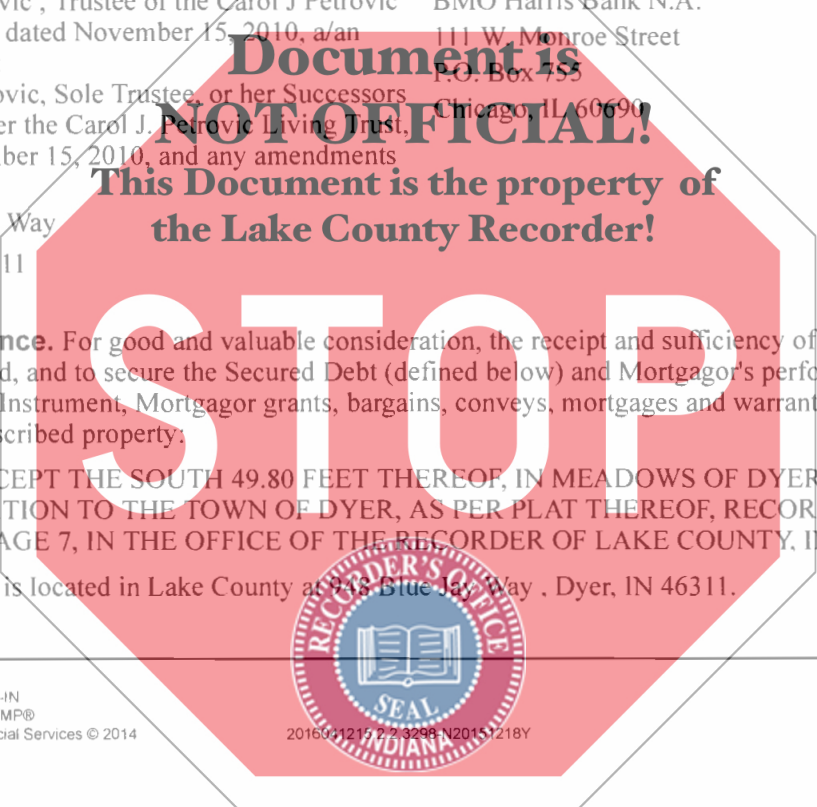 vic , Trustee of the Carol J Petrovic BMO Harris Bank N.A.
dated November 15, 2010, a/an 111 W. Monroe Street
Document is
P.O. Box 755
ovic, Sole Trustee, or her Successors Chicago, IL 60690
NOT OFFICIAL!
er the Carol J. Petrovic Living Trust,
ber 15, 2010, and any amendments
This Document is the property of
Way
the Lake County Recorder!
11
STOP
nce. For good and valuable consideration, the receipt and sufficiency of
d, and to secure the Secured Debt (defined below) and Mortgagor's perfo
Instrument, Mortgagor grants, bargains, conveys, mortgages and warrant
scribed property:
CEPT THE SOUTH 49.80 FEET THEREOF, IN MEADOWS OF DYER
TION TO THE TOWN OF DYER, AS PER PLAT THEREOF, RECOR
AGE 7, IN THE OFFICE OF THE RECORDER OF LAKE COUNTY, I
is located in Lake County at 948 Blue Jay Way , Dyer, IN 46311.
RECORDER'S OFFICE
SEAL
INDIANA
-IN
MP®
cial Services © 2014